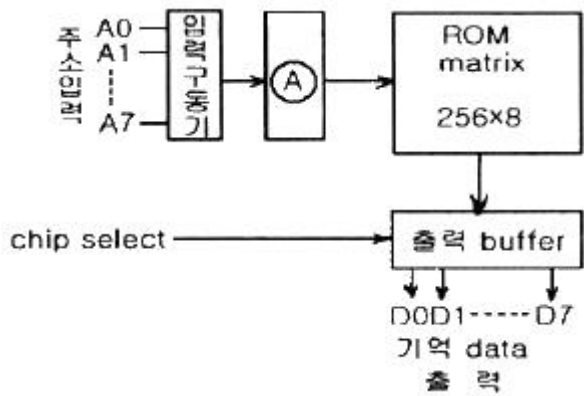 주소입력
A0
A1
A7
입력구동기
A
ROM
matrix
256×8
chip select
출력 buffer
D0D1-----D7
기억 data
출 력